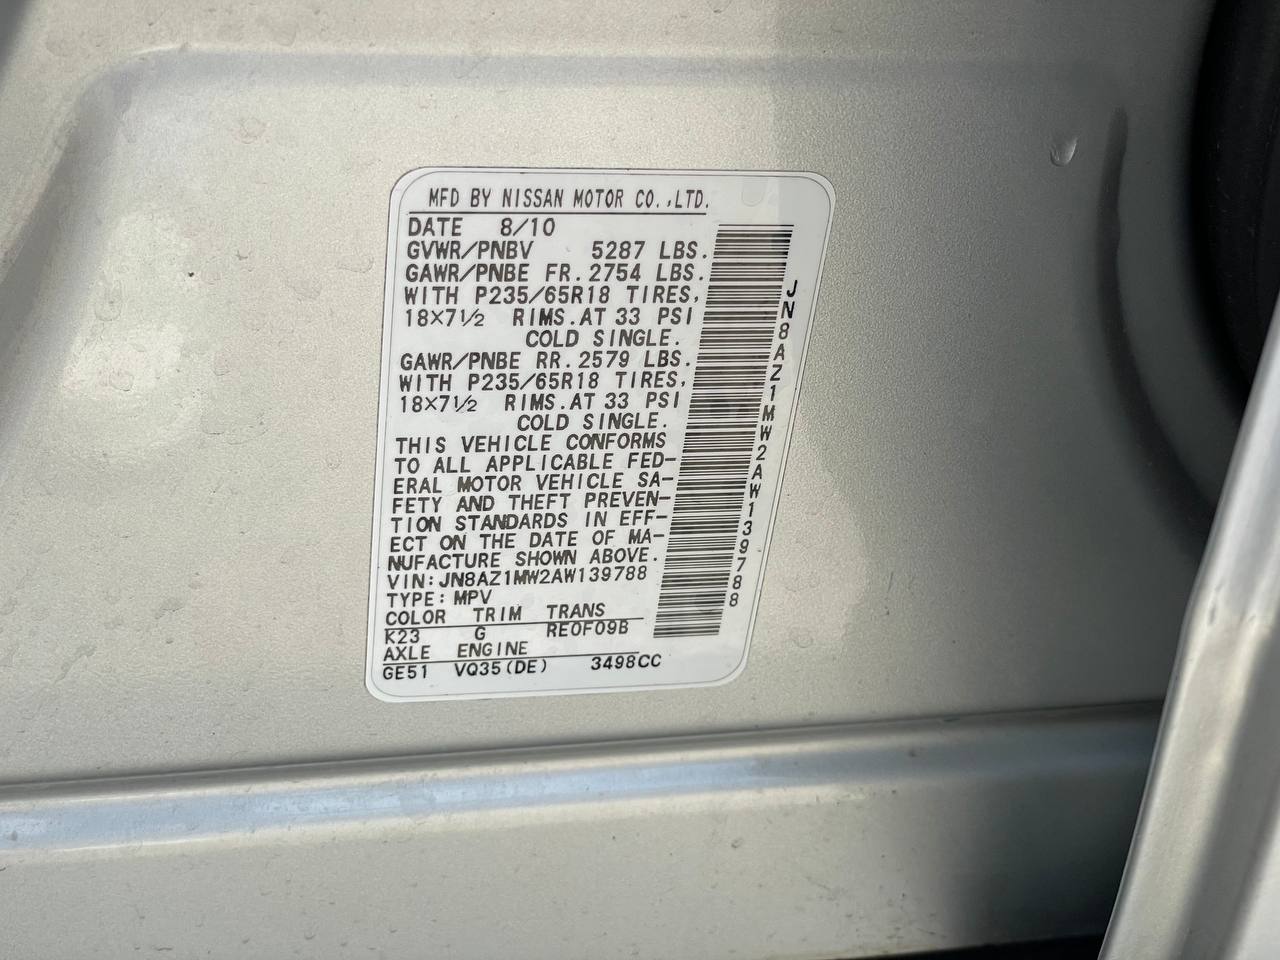 MFD BY NISSAN MOTOR CO.,LTD.
DATE 8/10
GVWR/PNBV 5287 LBS.
GAWR/PNBE FR.2754 LBS.
WITH P235/65R18 TIRES,
18×7½ RIMS.AT 33 PSI
COLD SINGLE.
GAWR/PNBE RR.2579 LBS.
WITH P235/65R18 TIRES,
18×7½ RIMS.AT 33 PSI
COLD SINGLE.
THIS VEHICLE CONFORMS
TO ALL APPLICABLE FED-
ERAL MOTOR VEHICLE SA-
FETY AND THEFT PREVEN-
TION STANDARDS IN EFF-
ECT ON THE DATE OF MA-
NUFACTURE SHOWN ABOVE.
VIN:JN8AZ1MW2AW139788
TYPE:MPV
COLOR TRIM TRANS
K23 G RE0F09B
AXLE ENGINE
GE51 VQ35(DE) 3498CC
JN8AZ1MW2AW139788